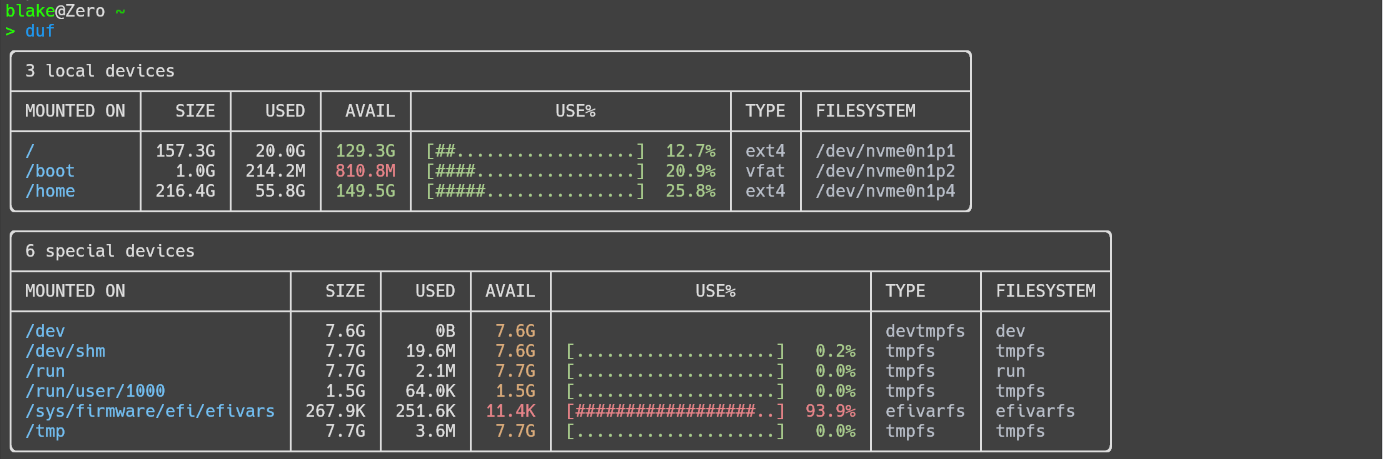 blake@Zero ~
> duf
3 local devices
MOUNTED ON SIZE USED AVAIL USE% TYPE FILESYSTEM
/ 157.3G 20.0G 129.3G [##..................] 12.7% ext4 /dev/nvme0n1p1
/boot 1.0G 214.2M 810.8M [####................] 20.9% vfat /dev/nvme0n1p2
/home 216.4G 55.8G 149.5G [#####...............] 25.8% ext4 /dev/nvme0n1p4
6 special devices
MOUNTED ON SIZE USED AVAIL USE% TYPE FILESYSTEM
/dev 7.6G 0B 7.6G devtmpfs dev
/dev/shm 7.7G 19.6M 7.6G [....................] 0.2% tmpfs tmpfs
/run 7.7G 2.1M 7.7G [....................] 0.0% tmpfs run
/run/user/1000 1.5G 64.0K 1.5G [....................] 0.0% tmpfs tmpfs
/sys/firmware/efi/efivars 267.9K 251.6K 11.4K [##################..] 93.9% efivarfs efivarfs
/tmp 7.7G 3.6M 7.7G [....................] 0.0% tmpfs tmpfs